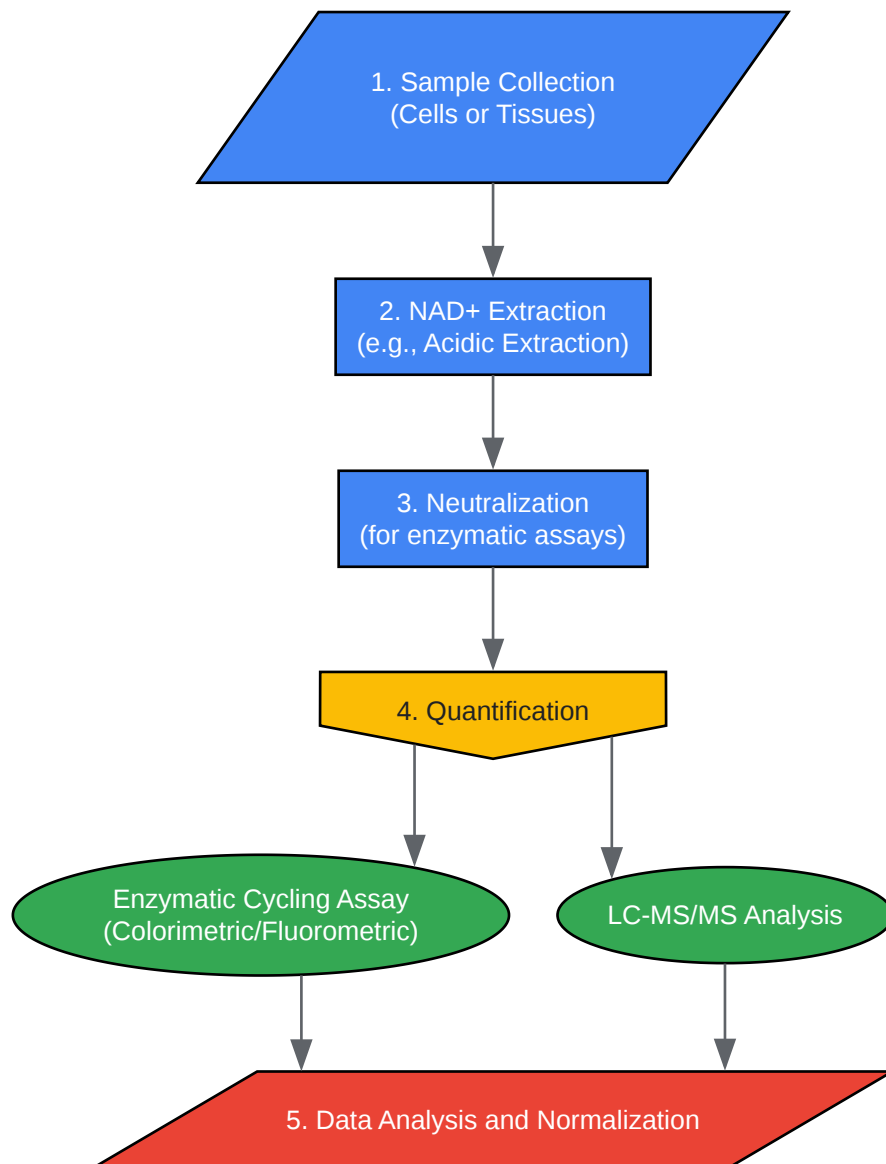 1. Sample Collection
(Cells or Tissues)
2. NAD+ Extraction
(e.g., Acidic Extraction)
3. Neutralization
(for enzymatic assays)
4. Quantification
Enzymatic Cycling Assay
(Colorimetric/Fluorometric)
LC-MS/MS Analysis
5. Data Analysis and Normalization